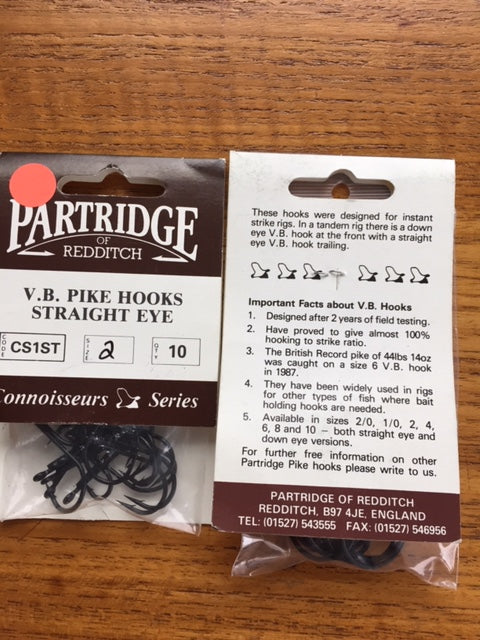 PARTRIDGE
OF
REDDITCH
V.B. PIKE HOOKS
STRAIGHT EYE
CODE
CS1ST
SIZE
2
QTY
10
Connoisseurs Series
These hooks were designed for instant
strike rigs. In a tandem rig there is a down
eye V.B. hook at the front with a straight
eye V.B. hook trailing.
Important Facts about V.B. Hooks
1. Designed after 2 years of field testing.
2. Have proved to give almost 100%
hooking to strike ratio.
3. The British Record pike of 44lbs 14oz
was caught on a size 6 V.B. hook
in 1987.
4. They have been widely used in rigs
for other types of fish where bait
holding hooks are needed.
5. Available in sizes 2/0, 1/0, 2, 4,
6, 8 and 10 – both straight eye and
down eye versions.
For further free information on other
Partridge Pike hooks please write to us.
PARTRIDGE OF REDDITCH
REDDITCH, B97 4JE, ENGLAND
TEL: (01527) 543555 FAX: (01527) 546956